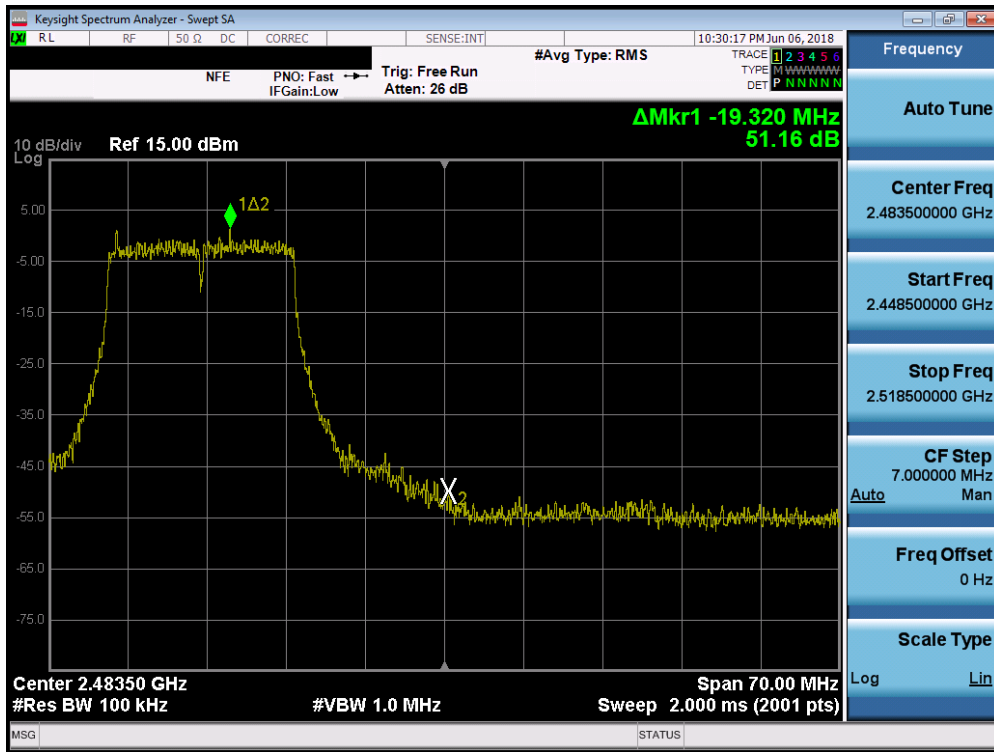 Keysight Spectrum Analyzer - Swept SA
LXI RL RF 50 Ω DC CORREC SENSE:INT 10:30:17 PM Jun 06, 2018
#Avg Type: RMS TRACE 1 2 3 4 5 6
NFE PNO: Fast Trig: Free Run TYPE M W W W W W
IFGain:Low Atten: 26 dB DET P N N N N N
ΔMkr1 -19.320 MHz
51.16 dB
10 dB/div Ref 15.00 dBm
Log
1Δ2
5.00
-5.00
-15.0
-25.0
-35.0
-45.0
X2
-55.0
-65.0
-75.0
Center 2.48350 GHz Span 70.00 MHz
#Res BW 100 kHz #VBW 1.0 MHz Sweep 2.000 ms (2001 pts)
MSG STATUS
Frequency
Auto Tune
Center Freq
2.483500000 GHz
Start Freq
2.448500000 GHz
Stop Freq
2.518500000 GHz
CF Step
7.000000 MHz
Auto Man
Freq Offset
0 Hz
Scale Type
Log Lin